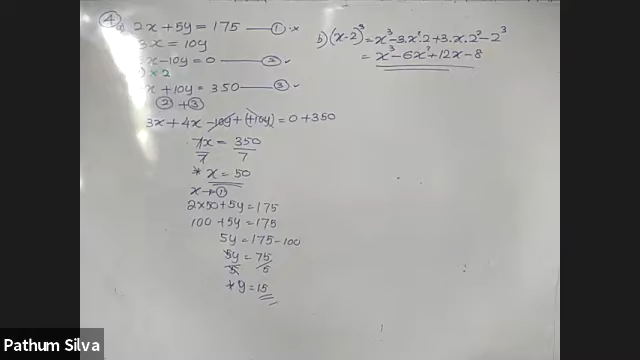 ④ a) 2x + 5y = 175 —— ① ×
3x = 10y
x - 10y = 0 —— ②
) × 2
x + 10y = 350 —— ③
② + ③
3x + 4x - 10y + (+10y) = 0 + 350
7x = 350
7 7
* x = 50
x → ①
2×50 + 5y = 175
100 + 5y = 175
5y = 175 - 100
5y = 75
5 5
* y = 15
b) (x - 2)³ = x³ - 3.x².2 + 3.x.2² - 2³
= x³ - 6x² + 12x - 8
Pathum Silva